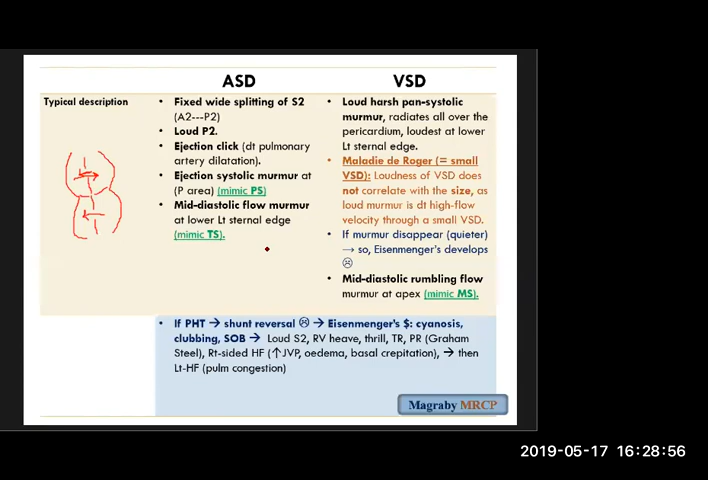 ASD VSD
Typical description
• Fixed wide splitting of S2
(A2---P2)
• Loud P2.
• Ejection click (dt pulmonary
artery dilatation).
• Ejection systolic murmur at
(P area) (mimic PS)
• Mid-diastolic flow murmur
at lower Lt sternal edge
(mimic TS).
• Loud harsh pan-systolic
murmur, radiates all over the
pericardium, loudest at lower
Lt sternal edge.
• Maladie de Roger (= small
VSD): Loudness of VSD does
not correlate with the size, as
loud murmur is dt high-flow
velocity through a small VSD.
• If murmur disappear (quieter)
→ so, Eisenmenger's develops
☹
• Mid-diastolic rumbling flow
murmur at apex (mimic MS).
• If PHT → shunt reversal ☹ → Eisenmenger's $: cyanosis,
clubbing, SOB → Loud S2, RV heave, thrill, TR, PR (Graham
Steel), Rt-sided HF (↑JVP, oedema, basal crepitation), → then
Lt-HF (pulm congestion)
Magraby MRCP
2019-05-17 16:28:56